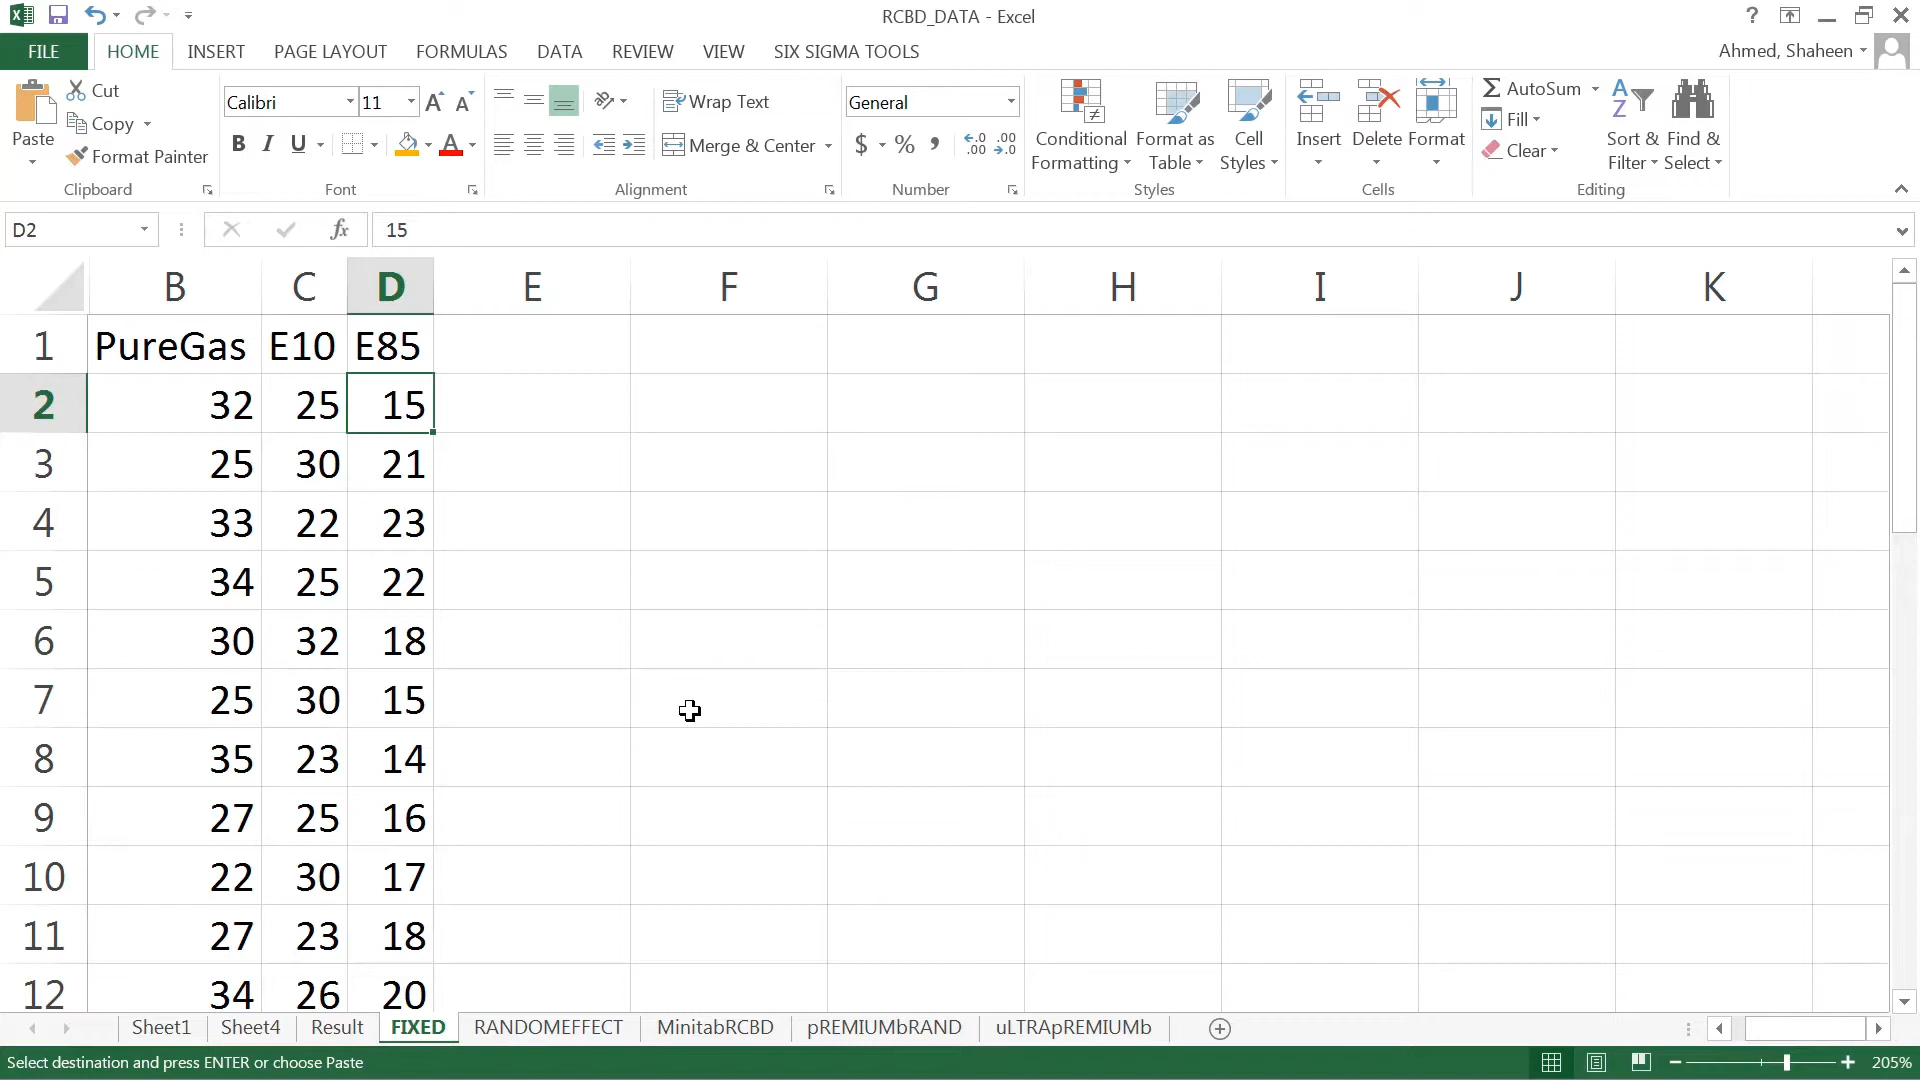 RCBD_DATA - Excel
FILE HOME INSERT PAGE LAYOUT FORMULAS DATA REVIEW VIEW SIX SIGMA TOOLS Ahmed, Shaheen
Paste
Cut
Copy
Format Painter
Clipboard
Calibri 11
B I U
Font
Wrap Text
Merge & Center
Alignment
General
$ % ,
Number
Conditional Formatting
Format as Table
Cell Styles
Styles
Insert
Delete
Format
Cells
AutoSum
Fill
Clear
Sort & Filter
Find & Select
Editing
D2 fx 15
B C D E F G H I J K
1 PureGas E10 E85
2 32 25 15
3 25 30 21
4 33 22 23
5 34 25 22
6 30 32 18
7 25 30 15
8 35 23 14
9 27 25 16
10 22 30 17
11 27 23 18
12 34 26 20
Sheet1 Sheet4 Result FIXED RANDOMEFFECT MinitabRCBD pREMIUMbRAND uLTRApREMIUMb
Select destination and press ENTER or choose Paste 205%